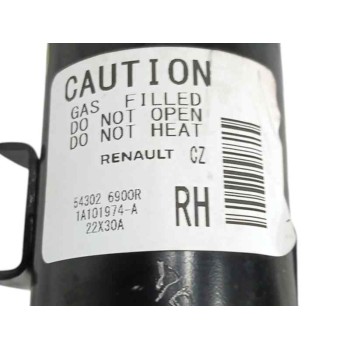 CAUTION
GAS FILLED
DO NOT OPEN
DO NOT HEAT
RENAULT CZ
54302 6900R
1A101974-A
22X30A
RH